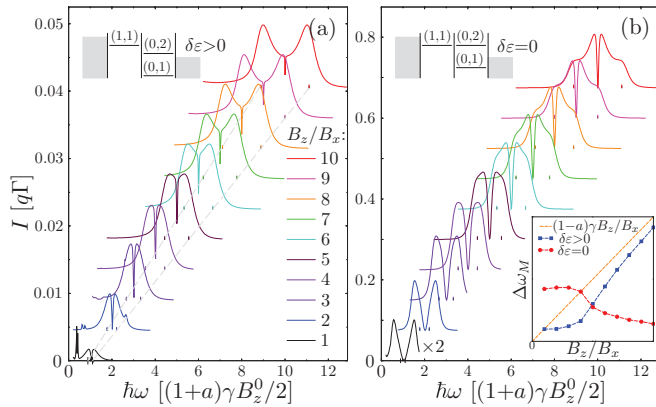 (a)
(1,1) (0,2) δε>0
(0,1)
I [qΓ]
0.05
0.04
0.03
0.02
0.01
0
B_z/B_x:
10
9
8
7
6
5
4
3
2
1
0 2 4 6 8 10 12
ħω [(1+a)γB_z^0/2]
(b)
(1,1) (0,2) δε=0
(0,1)
0.8
0.6
0.4
0.2
0
×2
(1−a)γB_z/B_x
δε>0
δε=0
Δω_M
0
B_z/B_x
0 2 4 6 8 10 12
ħω [(1+a)γB_z^0/2]